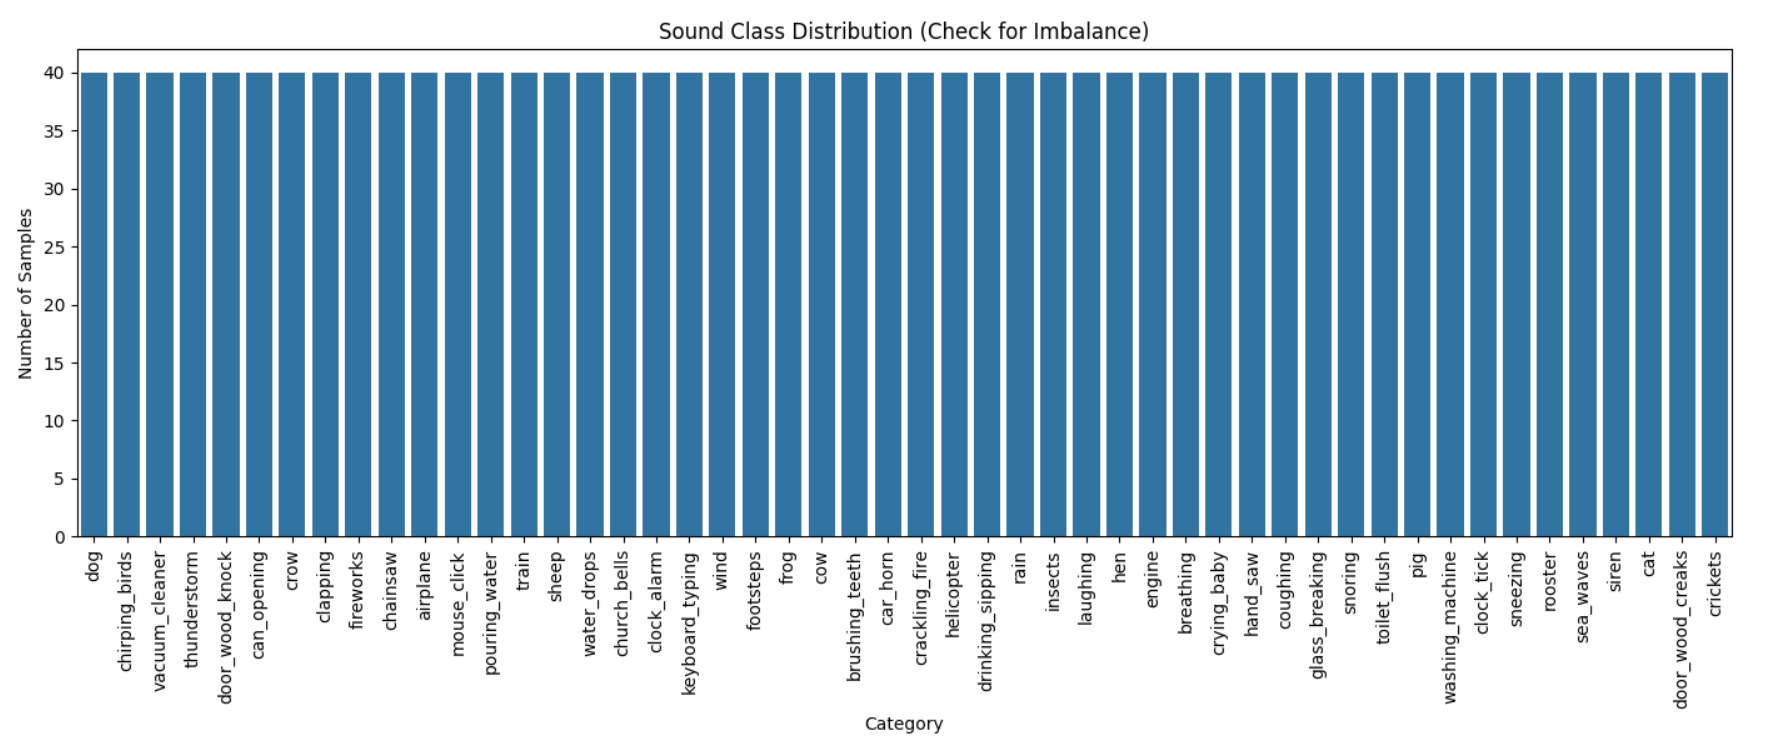 Sound Class Distribution (Check for Imbalance)
Number of Samples
40
35
30
25
20
15
10
5
0
dog
chirping_birds
vacuum_cleaner
thunderstorm
door_wood_knock
can_opening
crow
clapping
fireworks
chainsaw
airplane
mouse_click
pouring_water
train
sheep
water_drops
church_bells
clock_alarm
keyboard_typing
wind
footsteps
frog
cow
brushing_teeth
car_horn
crackling_fire
helicopter
drinking_sipping
rain
insects
laughing
hen
engine
breathing
crying_baby
hand_saw
coughing
glass_breaking
snoring
toilet_flush
pig
washing_machine
clock_tick
sneezing
rooster
sea_waves
siren
cat
door_wood_creaks
crickets
Category